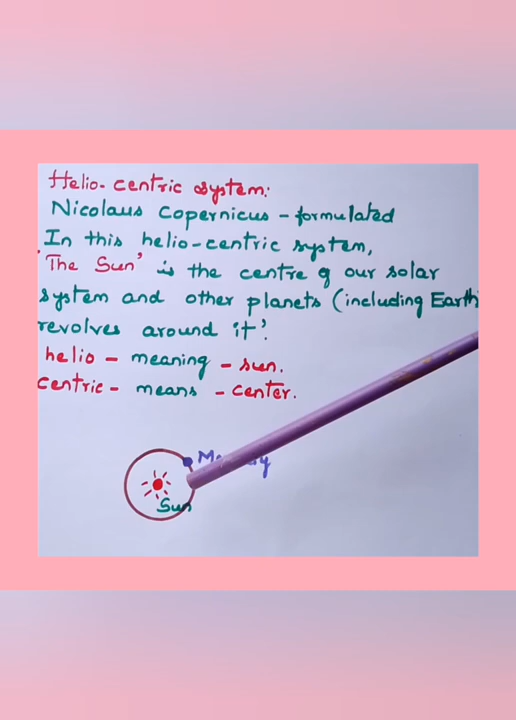 Helio-centric system:
Nicolaus Copernicus - formulated
In this helio-centric system,
'The Sun' is the centre of our solar
system and other planets (including Earth
revolves around it'.
helio - meaning - sun.
centric - means - center.
Sun